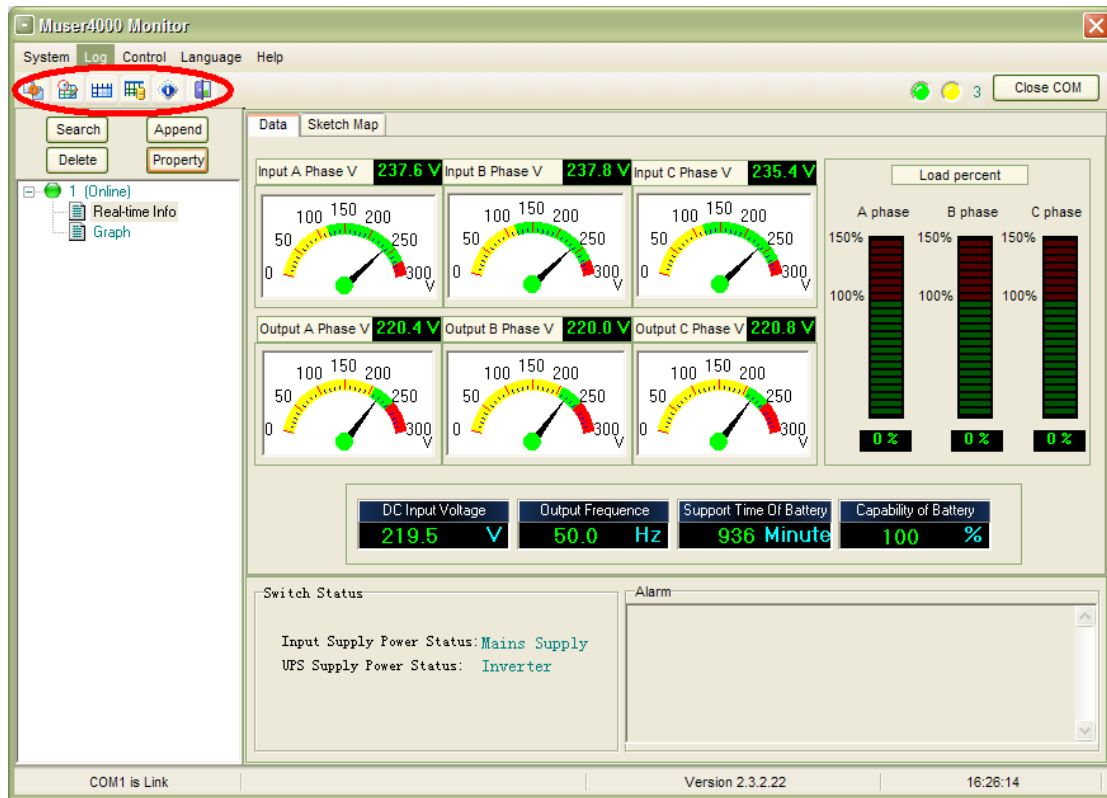 Muser4000 Monitor
System Log Control Language Help
3 Close COM
Search Append
Delete Property
1 (Online)
Real-time Info
Graph
Data Sketch Map
Input A Phase V 237.6 V Input B Phase V 237.8 V Input C Phase V 235.4 V
0 50 100 150 200 250 300 V
0 50 100 150 200 250 300 V
0 50 100 150 200 250 300 V
Output A Phase V 220.4 V Output B Phase V 220.0 V Output C Phase V 220.8 V
0 50 100 150 200 250 300 V
0 50 100 150 200 250 300 V
0 50 100 150 200 250 300 V
Load percent
A phase B phase C phase
150% 150% 150%
100% 100% 100%
0 % 0 % 0 %
DC Input Voltage Output Frequence Support Time Of Battery Capability of Battery
219.5 V 50.0 Hz 936 Minute 100 %
Switch Status
Input Supply Power Status: Mains Supply
UPS Supply Power Status: Inverter
Alarm
COM1 is Link Version 2.3.2.22 16:26:14